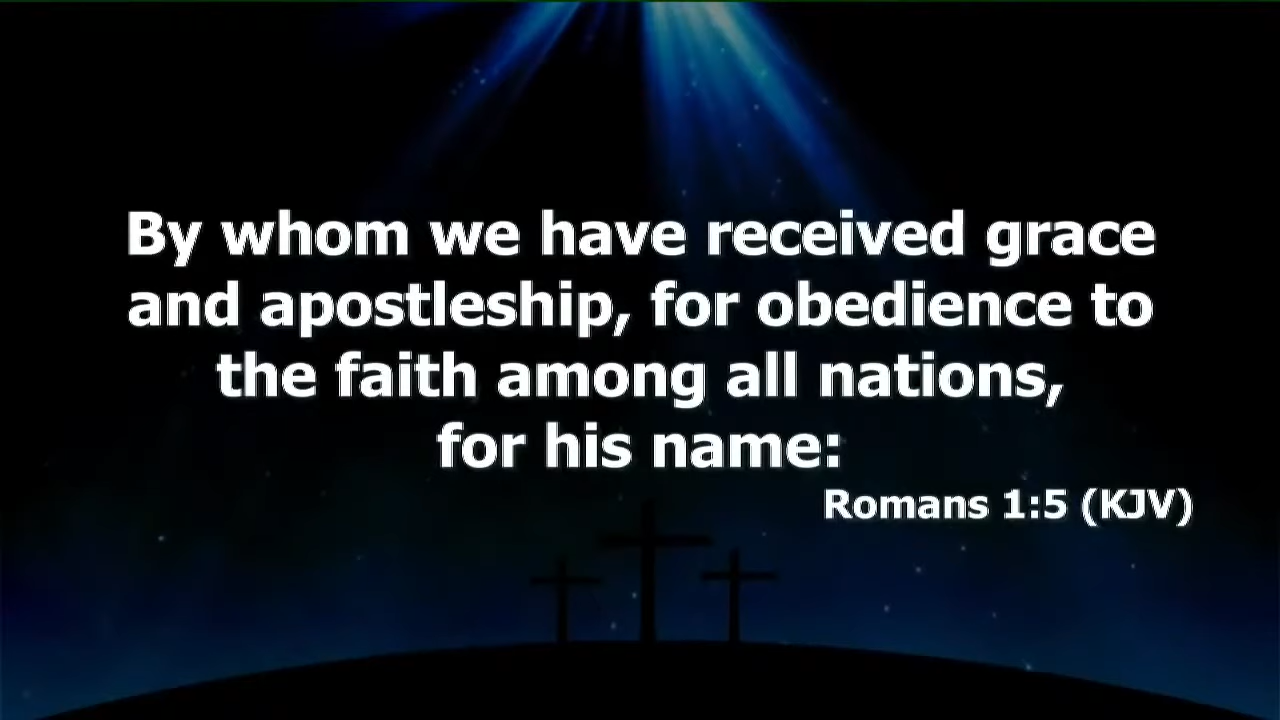 By whom we have received grace
and apostleship, for obedience to
the faith among all nations,
for his name:
Romans 1:5 (KJV)